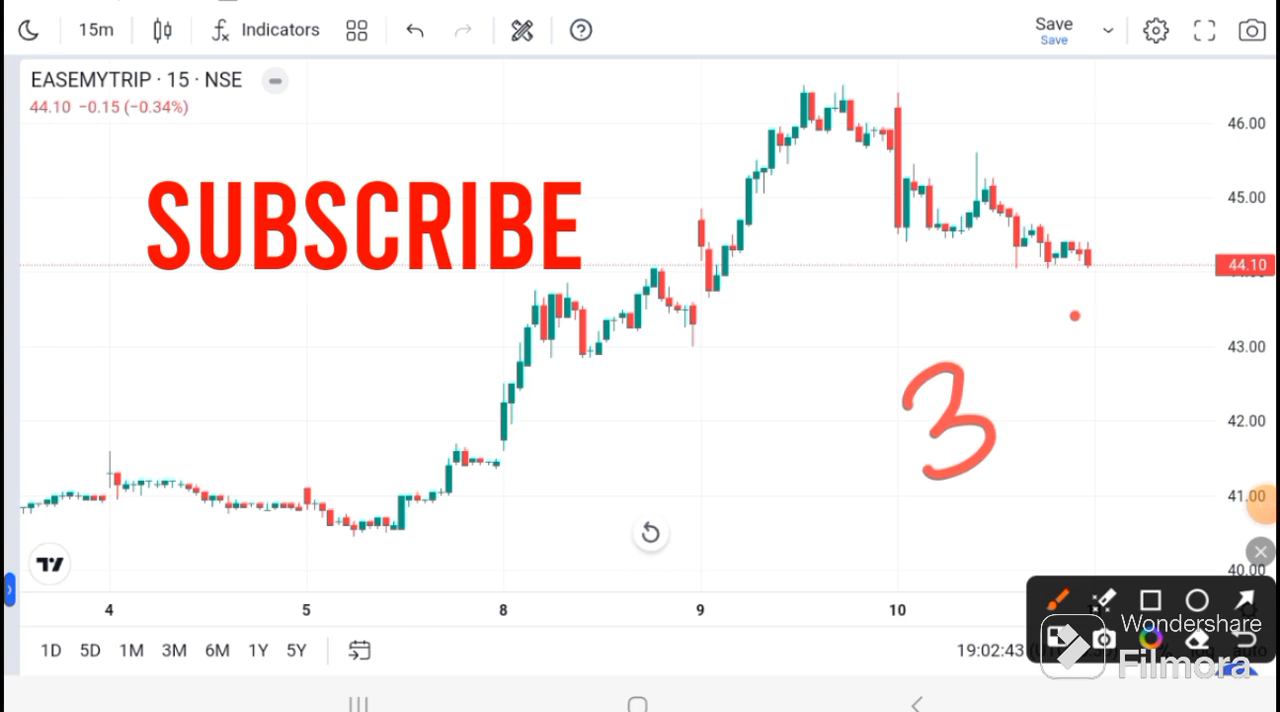 15m Indicators Save
Save
EASEMYTRIP · 15 · NSE
44.10 −0.15 (−0.34%)
SUBSCRIBE
46.00
45.00
44.10
43.00
42.00
41.00
40.00
3
4 5 8 9 10
1D 5D 1M 3M 6M 1Y 5Y 19:02:43
Wondershare
Filmora